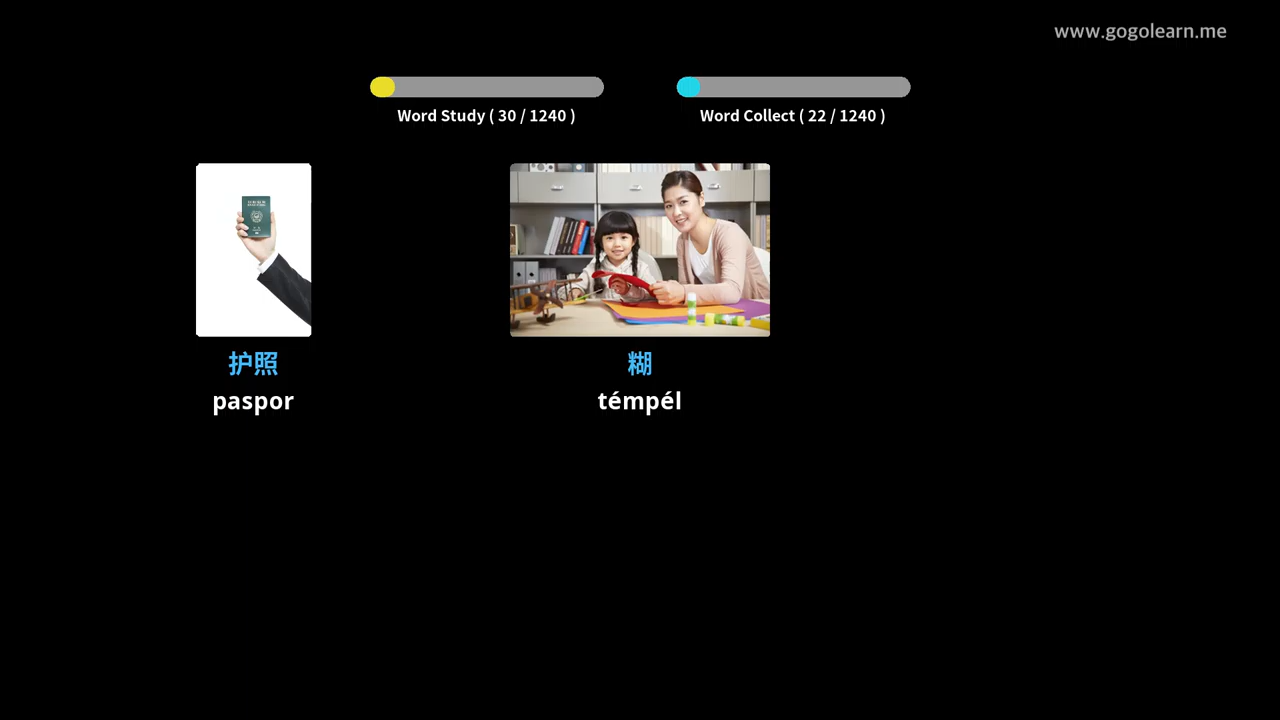 www.gogolearn.me
Word Study ( 30 / 1240 )
Word Collect ( 22 / 1240 )
护照
paspor
糊
témpél